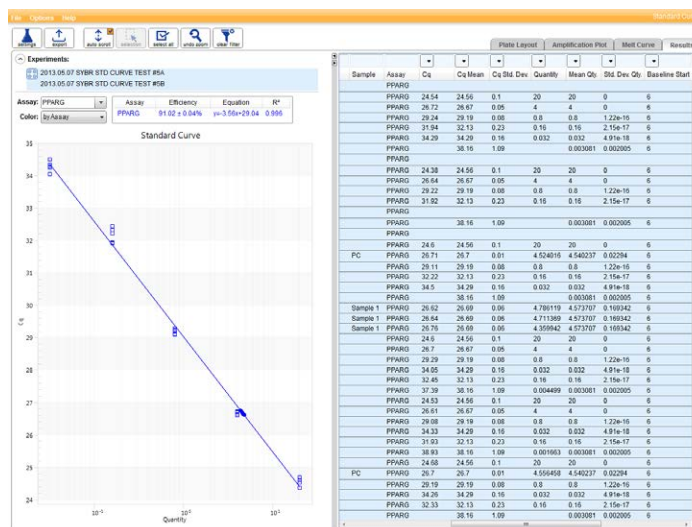 File Options Help
Standard Cu
settings export auto scroll selection select all undo zoom clear filter
Plate Layout Amplification Plot Melt Curve Results
Experiments:
2013.05.07 SYBR STD CURVE TEST #5A
2013.05.07 SYBR STD CURVE TEST #5B
Assay: PPARG
Color: by Assay
Assay Efficiency Equation R²
PPARG 91.02 ± 0.04% y=-3.56x+29.04 0.996
Standard Curve
35
34
33
32
31
30
29
28
27
26
25
24
Cq
10⁻¹ 10⁰ 10¹
Quantity
Sample Assay Cq Cq Mean Cq Std. Dev Quantity Mean Qty. Std. Dev. Qty. Baseline Start
PPARG
PPARG 24.54 24.56 0.1 20 20 0 6
PPARG 26.72 26.67 0.05 4 4 0 6
PPARG 29.24 29.19 0.08 0.8 0.8 1.22e-16 6
PPARG 31.94 32.13 0.23 0.16 0.16 2.15e-17 6
PPARG 34.29 34.29 0.16 0.032 0.032 4.91e-18 6
PPARG 38.16 1.09 0.003081 0.002005 6
PPARG
PPARG 24.38 24.56 0.1 20 20 0 6
PPARG 26.64 26.67 0.05 4 4 0 6
PPARG 29.22 29.19 0.08 0.8 0.8 1.22e-16 6
PPARG 31.92 32.13 0.23 0.16 0.16 2.15e-17 6
PPARG
PPARG 38.16 1.09 0.003081 0.002005 6
PPARG
PPARG 24.6 24.56 0.1 20 20 0 6
PC PPARG 26.71 26.7 0.01 4.524016 4.540237 0.02294 6
PPARG 29.11 29.19 0.08 0.8 0.8 1.22e-16 6
PPARG 32.22 32.13 0.23 0.16 0.16 2.15e-17 6
PPARG 34.5 34.29 0.16 0.032 0.032 4.91e-18 6
PPARG 38.16 1.09 0.003081 0.002005 6
Sample 1 PPARG 26.62 26.69 0.06 4.786119 4.573707 0.169342 6
Sample 1 PPARG 26.64 26.69 0.06 4.711369 4.573707 0.169342 6
Sample 1 PPARG 26.76 26.69 0.06 4.359942 4.573707 0.169342 6
PPARG 24.6 24.56 0.1 20 20 0 6
PPARG 26.7 26.67 0.05 4 4 0 6
PPARG 29.29 29.19 0.08 0.8 0.8 1.22e-16 6
PPARG 34.05 34.29 0.16 0.032 0.032 4.91e-18 6
PPARG 32.45 32.13 0.23 0.16 0.16 2.15e-17 6
PPARG 37.39 38.16 1.09 0.004499 0.003081 0.002005 6
PPARG 24.53 24.56 0.1 20 20 0 6
PPARG 26.61 26.67 0.05 4 4 0 6
PPARG 29.08 29.19 0.08 0.8 0.8 1.22e-16 6
PPARG 34.33 34.29 0.16 0.032 0.032 4.91e-18 6
PPARG 31.93 32.13 0.23 0.16 0.16 2.15e-17 6
PPARG 38.93 38.16 1.09 0.001663 0.003081 0.002005 6
PPARG 24.68 24.56 0.1 20 20 0 6
PC PPARG 26.7 26.7 0.01 4.556458 4.540237 0.02294 6
PPARG 29.19 29.19 0.08 0.8 0.8 1.22e-16 6
PPARG 34.26 34.29 0.16 0.032 0.032 4.91e-18 6
PPARG 32.33 32.13 0.23 0.16 0.16 2.15e-17 6
PPARG 38.16 1.09 0.003081 0.002005 6